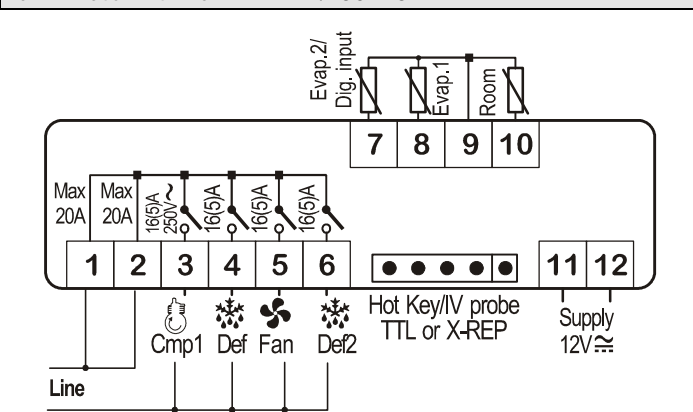 Evap.2/
Dig. input
Evap.1
Room
7 8 9 10
Max
20A
Max
20A
16(5)A
250V~
16(5)A
16(5)A
16(5)A
1 2 3 4 5 6
11 12
Cmp1 Def Fan Def2
Hot Key/IV probe
TTL or X-REP
Supply
12V≂
Line